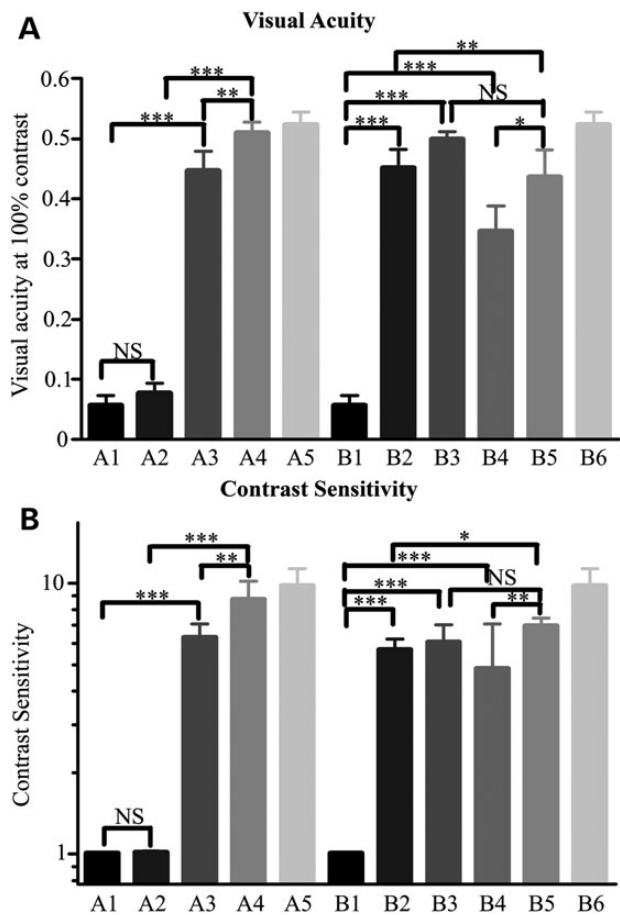 A
Visual Acuity
Visual acuity at 100% contrast
0.6
0.5
0.4
0.3
0.2
0.1
0
NS
***
***
**
***
***
***
**
NS
*
A1 A2 A3 A4 A5 B1 B2 B3 B4 B5 B6
B
Contrast Sensitivity
Contrast Sensitivity
10
1
NS
***
***
**
***
***
***
*
NS
**
A1 A2 A3 A4 A5 B1 B2 B3 B4 B5 B6